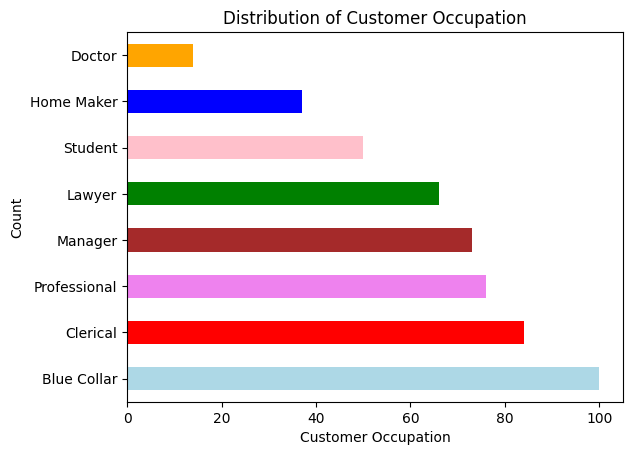 Distribution of Customer Occupation
Doctor
Home Maker
Student
Lawyer
Manager
Professional
Clerical
Blue Collar
Count
0 20 40 60 80 100
Customer Occupation